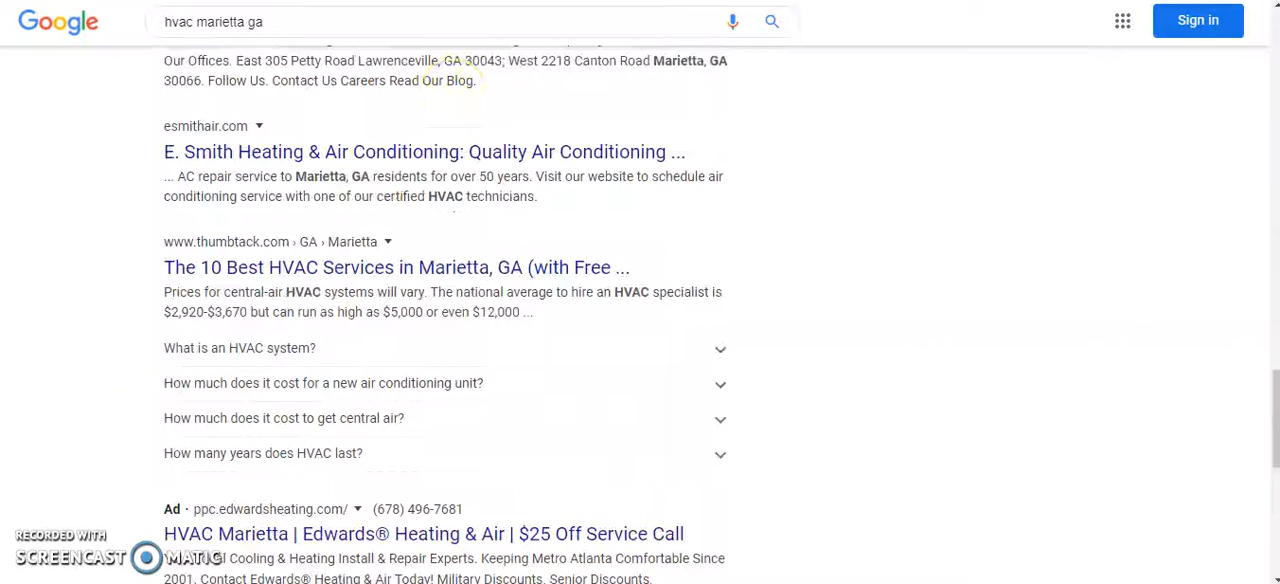 Google
hvac marietta ga
Sign in
Our Offices. East 305 Petty Road Lawrenceville, GA 30043; West 2218 Canton Road Marietta, GA
30066. Follow Us. Contact Us Careers Read Our Blog.
esmithair.com
E. Smith Heating & Air Conditioning: Quality Air Conditioning ...
... AC repair service to Marietta, GA residents for over 50 years. Visit our website to schedule air
conditioning service with one of our certified HVAC technicians.
www.thumbtack.com › GA › Marietta
The 10 Best HVAC Services in Marietta, GA (with Free ...
Prices for central-air HVAC systems will vary. The national average to hire an HVAC specialist is
$2,920-$3,670 but can run as high as $5,000 or even $12,000 ...
What is an HVAC system?
How much does it cost for a new air conditioning unit?
How much does it cost to get central air?
How many years does HVAC last?
Ad · ppc.edwardsheating.com/ (678) 496-7681
HVAC Marietta | Edwards® Heating & Air | $25 Off Service Call
Cooling & Heating Install & Repair Experts. Keeping Metro Atlanta Comfortable Since
2001. Contact Edwards® Heating & Air Today! Military Discounts. Senior Discounts.
RECORDED WITH
SCREENCAST MATIC